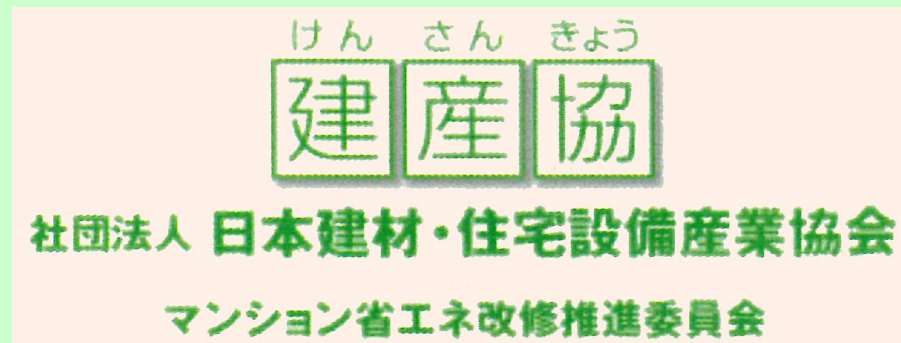 けん さん きょう
建産協
社団法人 日本建材・住宅設備産業協会
マンション省エネ改修推進委員会